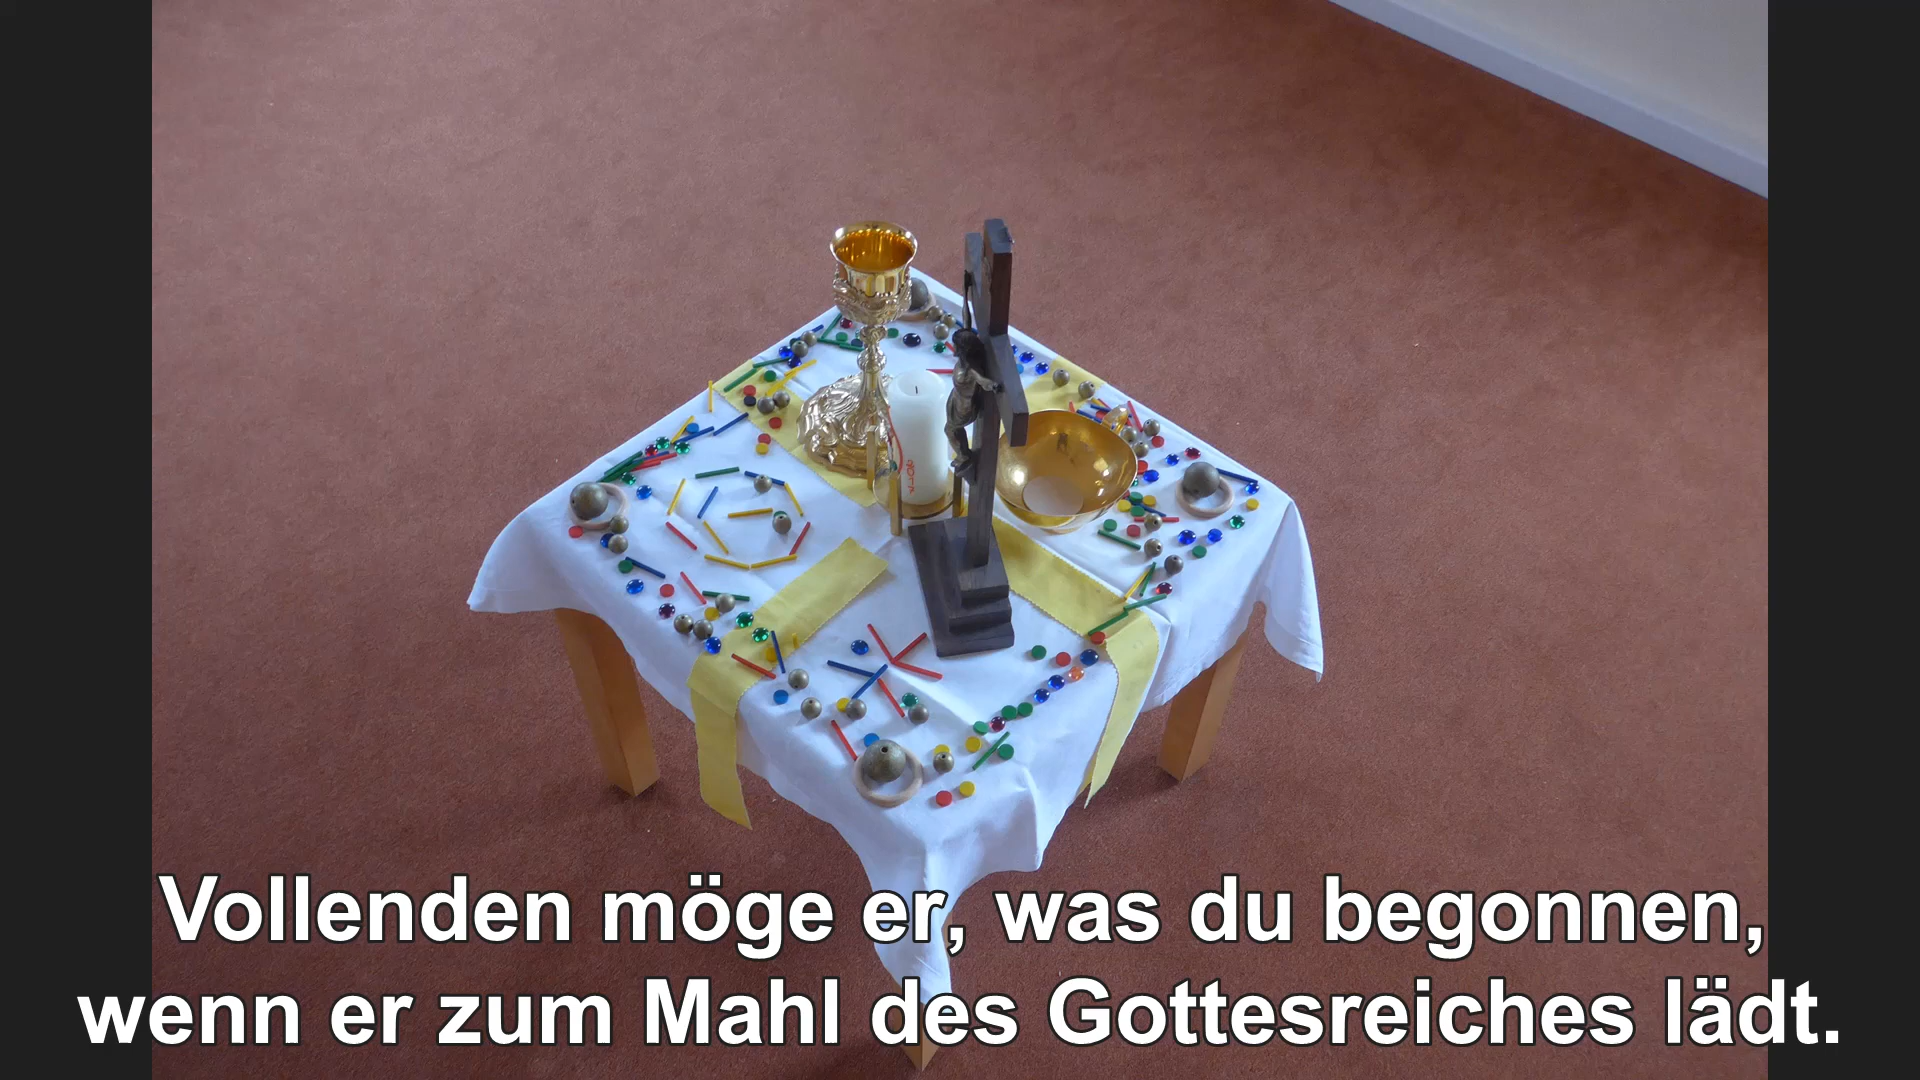 Vollenden möge er, was du begonnen,
wenn er zum Mahl des Gottesreiches lädt.